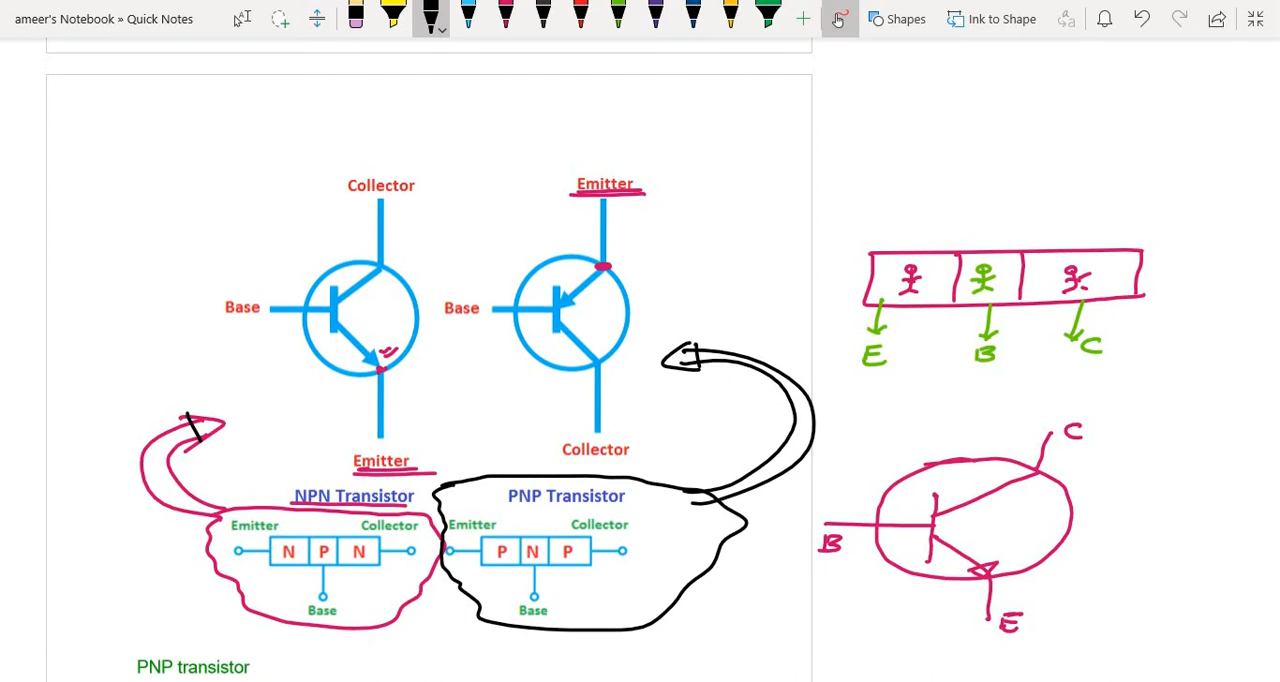 ameer's Notebook » Quick Notes
Shapes
Ink to Shape
Collector
Emitter
Base
Base
Emitter
Collector
NPN Transistor
PNP Transistor
Emitter
Collector
Emitter
Collector
N P N
P N P
Base
Base
PNP transistor
E
B
C
C
B
E